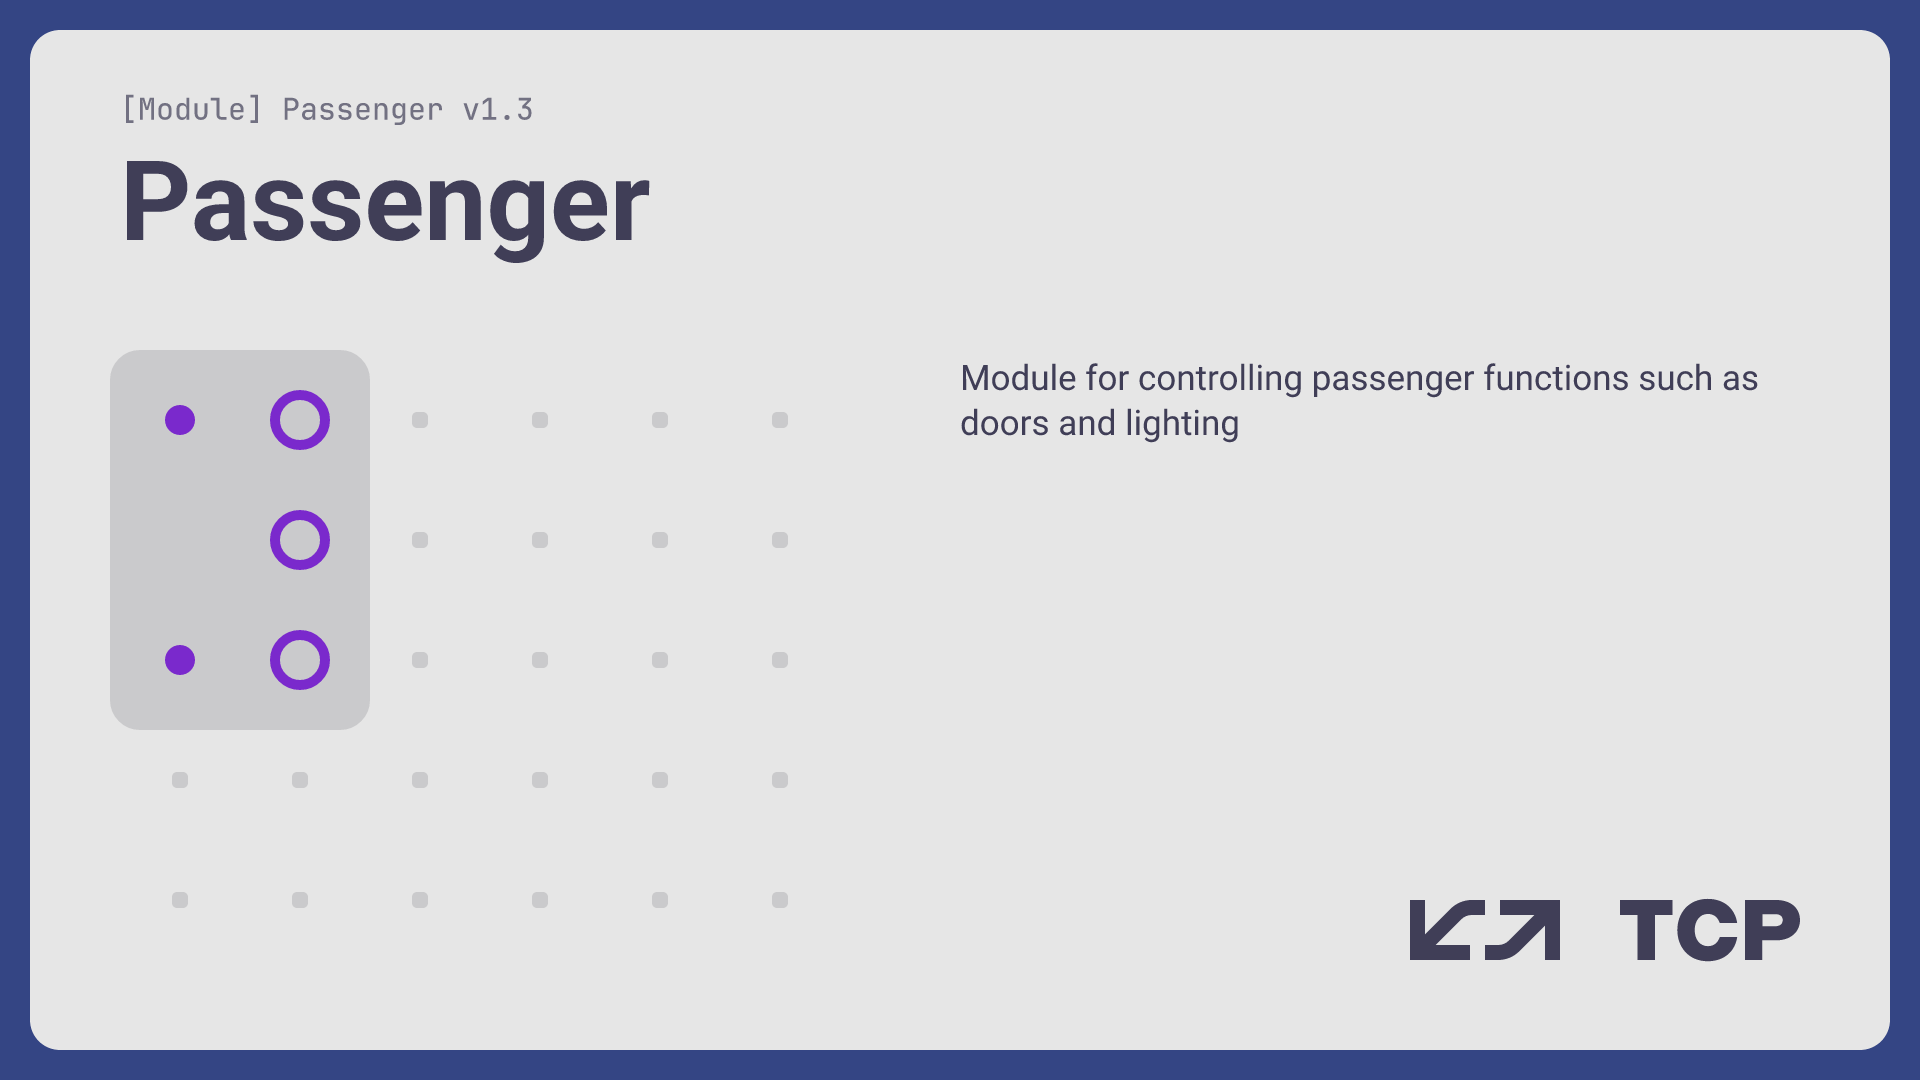 [Module] Passenger v1.3
Passenger
Module for controlling passenger functions such as
doors and lighting
TCP